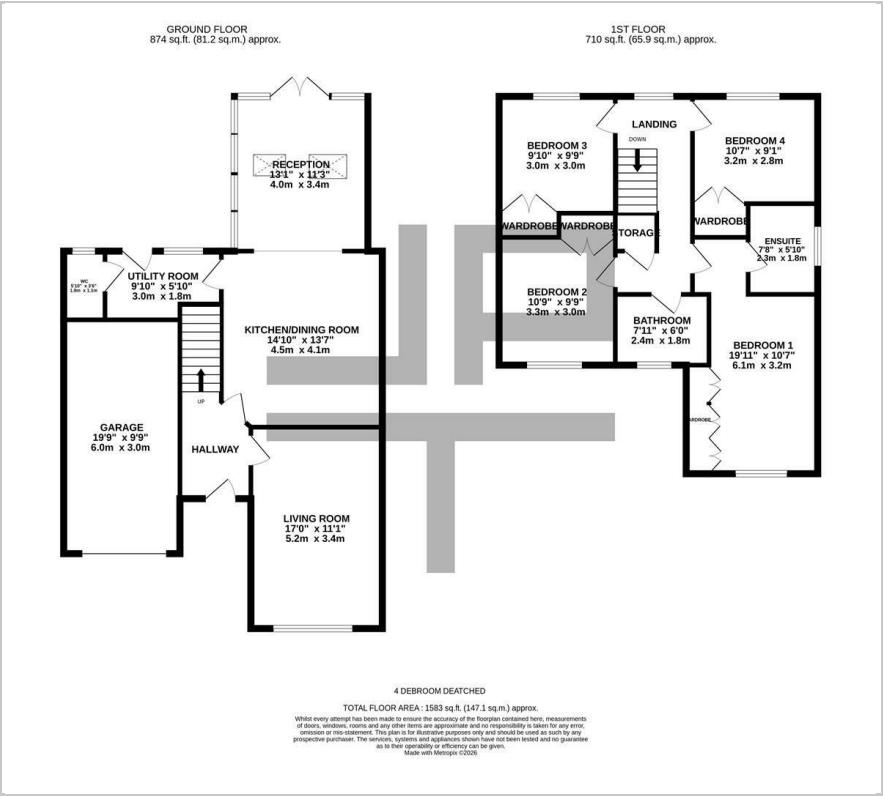 GROUND FLOOR
874 sq.ft. (81.2 sq.m.) approx.
1ST FLOOR
710 sq.ft. (65.9 sq.m.) approx.
RECEPTION
13'1" x 11'3"
4.0m x 3.4m
WC
5'10" x 3'6"
1.8m x 1.1m
UTILITY ROOM
9'10" x 5'10"
3.0m x 1.8m
KITCHEN/DINING ROOM
14'10" x 13'7"
4.5m x 4.1m
UP
GARAGE
19'9" x 9'9"
6.0m x 3.0m
HALLWAY
LIVING ROOM
17'0" x 11'1"
5.2m x 3.4m
LANDING
DOWN
BEDROOM 3
9'10" x 9'9"
3.0m x 3.0m
BEDROOM 4
10'7" x 9'1"
3.2m x 2.8m
WARDROBE
WARDROBE
STORAGE
WARDROBE
ENSUITE
7'8" x 5'10"
2.3m x 1.8m
BEDROOM 2
10'9" x 9'9"
3.3m x 3.0m
BATHROOM
7'11" x 6'0"
2.4m x 1.8m
BEDROOM 1
19'11" x 10'7"
6.1m x 3.2m
WARDROBE
4 DEBROOM DEATCHED
TOTAL FLOOR AREA : 1583 sq.ft. (147.1 sq.m.) approx.
Whilst every attempt has been made to ensure the accuracy of the floorplan contained here, measurements
of doors, windows, rooms and any other items are approximate and no responsibility is taken for any error,
omission or mis-statement. This plan is for illustrative purposes only and should be used as such by any
prospective purchaser. The services, systems and appliances shown have not been tested and no guarantee
as to their operability or efficiency can be given.
Made with Metropix ©2026